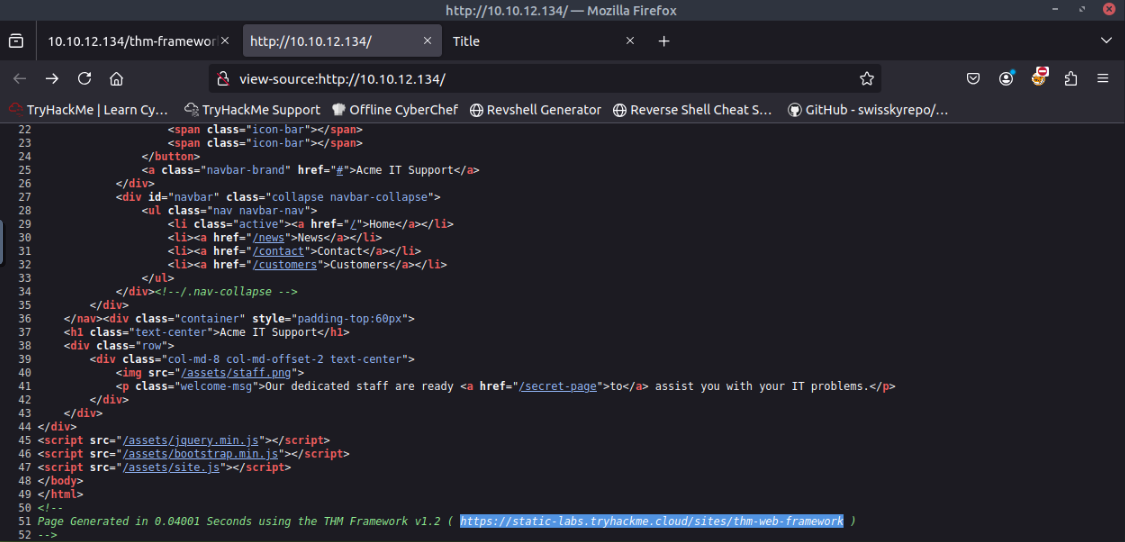 http://10.10.12.134/ — Mozilla Firefox
10.10.12.134/thm-framewor
http://10.10.12.134/
Title
view-source:http://10.10.12.134/
TryHackMe | Learn Cy…
TryHackMe Support
Offline CyberChef
Revshell Generator
Reverse Shell Cheat S…
GitHub - swisskyrepo/…
22 <span class="icon-bar"></span>
23 <span class="icon-bar"></span>
24 </button>
25 <a class="navbar-brand" href="#">Acme IT Support</a>
26 </div>
27 <div id="navbar" class="collapse navbar-collapse">
28 <ul class="nav navbar-nav">
29 <li class="active"><a href="/">Home</a></li>
30 <li><a href="/news">News</a></li>
31 <li><a href="/contact">Contact</a></li>
32 <li><a href="/customers">Customers</a></li>
33 </ul>
34 </div><!--/.nav-collapse -->
35 </div>
36 </nav><div class="container" style="padding-top:60px">
37 <h1 class="text-center">Acme IT Support</h1>
38 <div class="row">
39 <div class="col-md-8 col-md-offset-2 text-center">
40 <img src="/assets/staff.png">
41 <p class="welcome-msg">Our dedicated staff are ready <a href="/secret-page">to</a> assist you with your IT problems.</p>
42 </div>
43 </div>
44 </div>
45 <script src="/assets/jquery.min.js"></script>
46 <script src="/assets/bootstrap.min.js"></script>
47 <script src="/assets/site.js"></script>
48 </body>
49 </html>
50 <!--
51 Page Generated in 0.04001 Seconds using the THM Framework v1.2 ( https://static-labs.tryhackme.cloud/sites/thm-web-framework )
52 -->